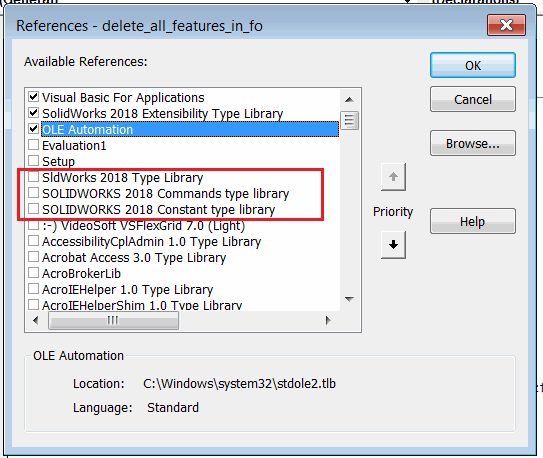 References - delete_all_features_in_fo
Available References:
Visual Basic For Applications
SolidWorks 2018 Extensibility Type Library
OLE Automation
Evaluation1
Setup
SldWorks 2018 Type Library
SOLIDWORKS 2018 Commands type library
SOLIDWORKS 2018 Constant type library
:-) VideoSoft VSFlexGrid 7.0 (Light)
AccessibilityCplAdmin 1.0 Type Library
Acrobat Access 3.0 Type Library
AcroBrokerLib
AcroIEHelper 1.0 Type Library
AcroIEHelperShim 1.0 Type Library
OK
Cancel
Browse...
Priority
Help
OLE Automation
Location: C:\Windows\system32\stdole2.tlb
Language: Standard